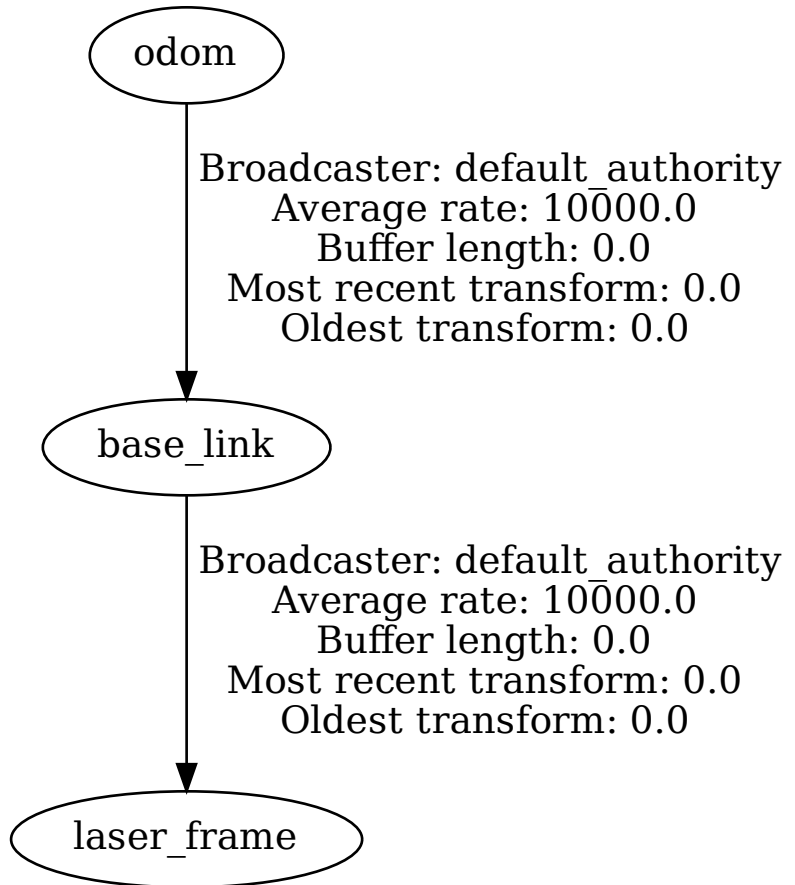 odom
Broadcaster: default_authority
Average rate: 10000.0
Buffer length: 0.0
Most recent transform: 0.0
Oldest transform: 0.0
base_link
Broadcaster: default_authority
Average rate: 10000.0
Buffer length: 0.0
Most recent transform: 0.0
Oldest transform: 0.0
laser_frame